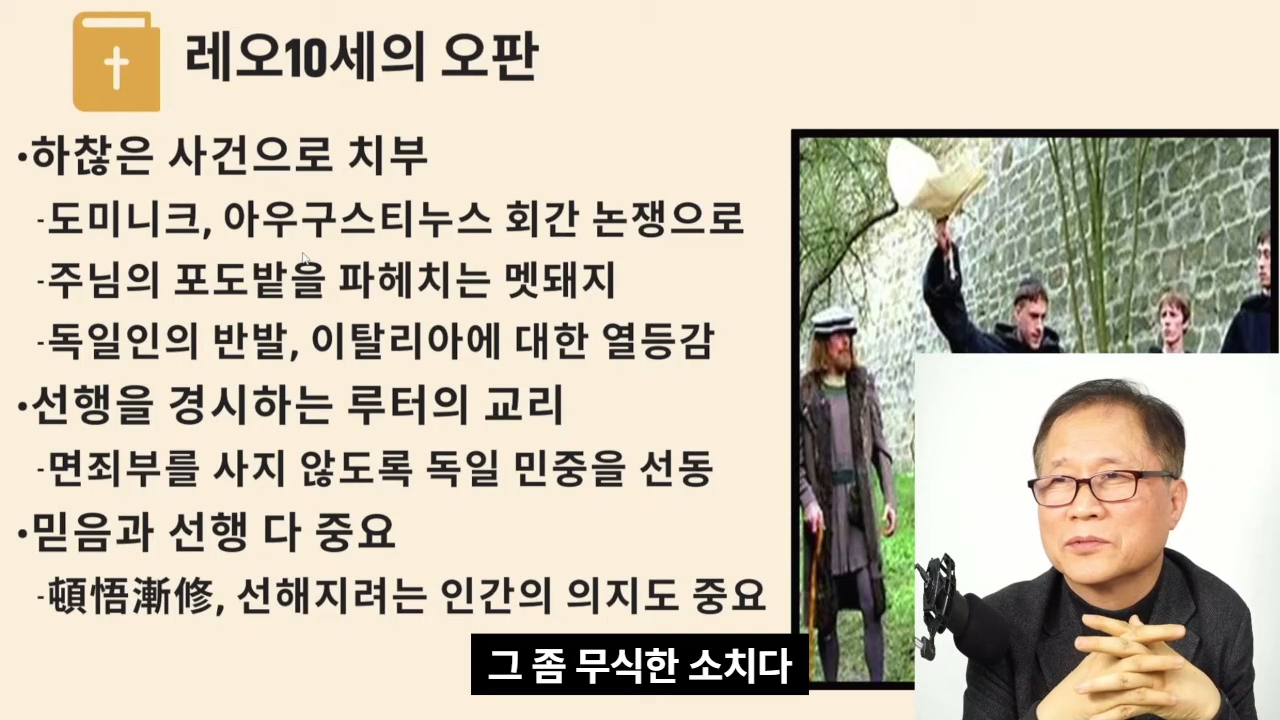 레오10세의 오판
•하찮은 사건으로 치부
-도미니크, 아우구스티누스 회간 논쟁으로
-주님의 포도밭을 파헤치는 멧돼지
-독일인의 반발, 이탈리아에 대한 열등감
•선행을 경시하는 루터의 교리
-면죄부를 사지 않도록 독일 민중을 선동
•믿음과 선행 다 중요
-頓悟漸修, 선해지려는 인간의 의지도 중요
그 좀 무식한 소치다